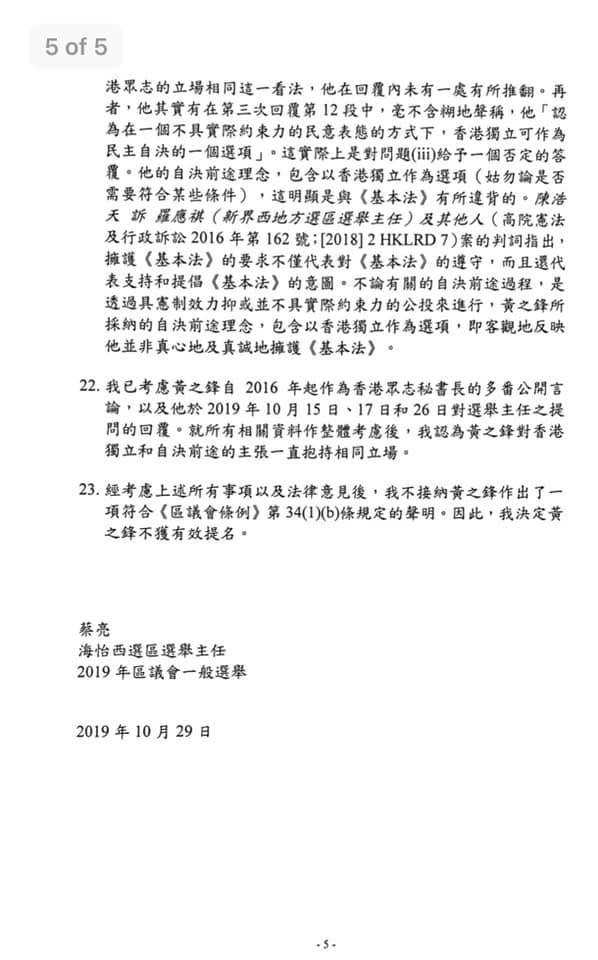 5 of 5
港眾志的立場相同這一看法，他在回覆內未有一處有所推翻。再
者，他其實有在第三次回覆第 12 段中，毫不含糊地聲稱，他「認
為在一個不具實際約束力的民意表態的方式下，香港獨立可作為
民主自決的一個選項」。這實際上是對問題(iii)給予一個否定的答
覆。他的自決前途理念，包含以香港獨立作為選項（姑勿論是否
需要符合某些條件），這明顯是與《基本法》有所違背的。陳浩
天 訴 羅應祺（新界西地方選區選舉主任）及其他人（高院憲法
及行政訴訟 2016 年第 162 號；[2018] 2 HKLRD 7）案的判詞指出，
擁護《基本法》的要求不僅代表對《基本法》的遵守，而且還代
表支持和提倡《基本法》的意圖。不論有關的自決前途過程，是
透過具憲制效力抑或並不具實際約束力的公投來進行，黃之鋒所
採納的自決前途理念，包含以香港獨立作為選項，即客觀地反映
他並非真心地及真誠地擁護《基本法》。
22. 我已考慮黃之鋒自 2016 年起作為香港眾志秘書長的多番公開言
論，以及他於 2019 年 10 月 15 日、17 日和 26 日對選舉主任之提
問的回覆。就所有相關資料作整體考慮後，我認為黃之鋒對香港
獨立和自決前途的主張一直抱持相同立場。
23. 經考慮上述所有事項以及法律意見後，我不接納黃之鋒作出了一
項符合《區議會條例》第 34(1)(b)條規定的聲明。因此，我決定黃
之鋒不獲有效提名。
蔡亮
海怡西選區選舉主任
2019 年區議會一般選舉
2019 年 10 月 29 日
- 5 -